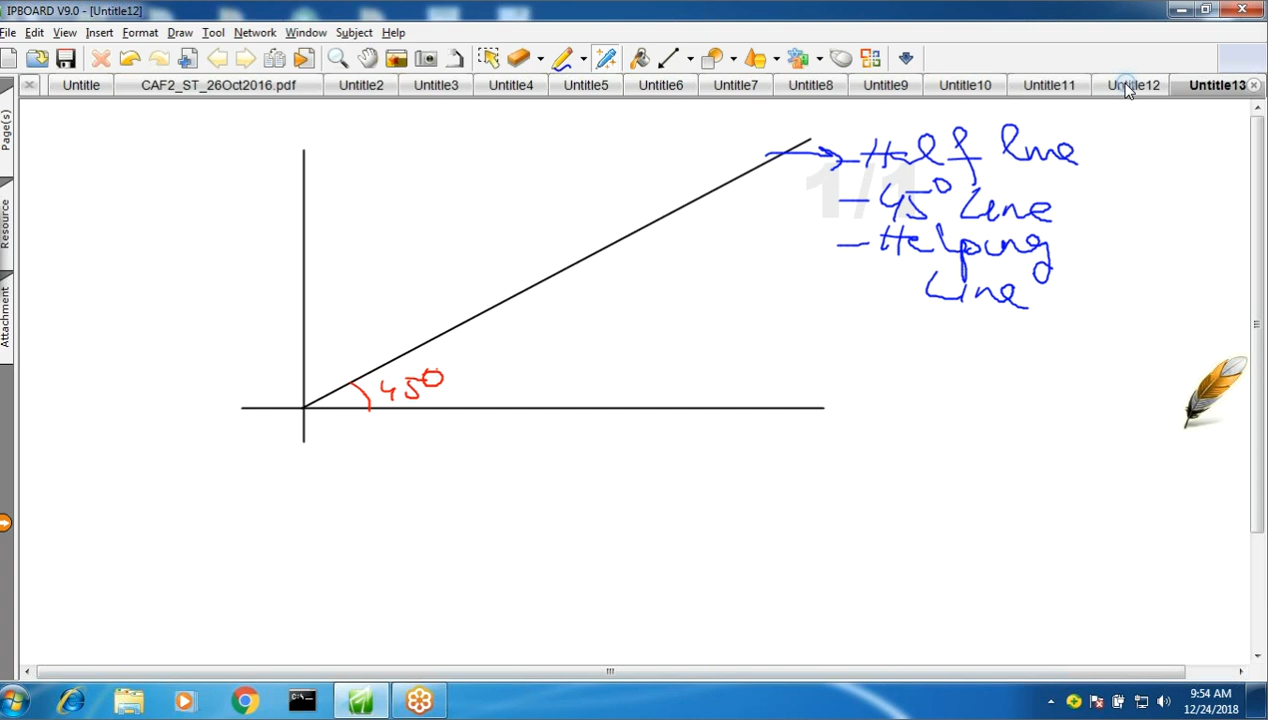 IPBOARD V9.0 - [Untitle12]
File Edit View Insert Format Draw Tool Network Window Subject Help
Untitle CAF2_ST_26Oct2016.pdf Untitle2 Untitle3 Untitle4 Untitle5 Untitle6 Untitle7 Untitle8 Untitle9 Untitle10 Untitle11 Untitle12 Untitle13
Page(s)
Resource
Attachment
1/1
- Half line
- 45° Line
- Helping
Line
45°
9:54 AM
12/24/2018